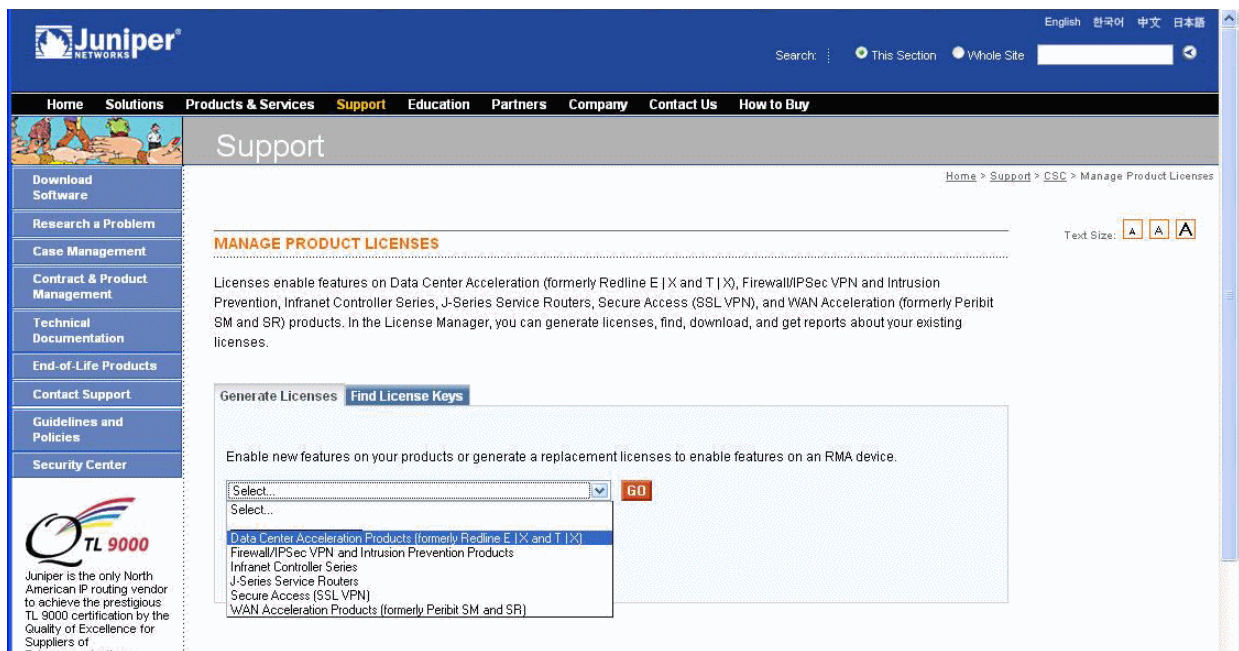 English 한국어 中文 日本語
Juniper®
NETWORKS
Search: This Section Whole Site
Home Solutions Products & Services Support Education Partners Company Contact Us How to Buy
Support
Home > Support > CSC > Manage Product Licenses
Text Size: A A A
Download
Software
Research a Problem
Case Management
Contract & Product
Management
Technical
Documentation
End-of-Life Products
Contact Support
Guidelines and
Policies
Security Center
TL 9000
Juniper is the only North
American IP routing vendor
to achieve the prestigious
TL 9000 certification by the
Quality of Excellence for
Suppliers of
MANAGE PRODUCT LICENSES
Licenses enable features on Data Center Acceleration (formerly Redline E | X and T | X), Firewall/IPSec VPN and Intrusion
Prevention, Infranet Controller Series, J-Series Service Routers, Secure Access (SSL VPN), and WAN Acceleration (formerly Peribit
SM and SR) products. In the License Manager, you can generate licenses, find, download, and get reports about your existing
licenses.
Generate Licenses Find License Keys
Enable new features on your products or generate a replacement licenses to enable features on an RMA device.
Select... GO
Select...
Data Center Acceleration Products (formerly Redline E | X and T | X)
Firewall/IPSec VPN and Intrusion Prevention Products
Infranet Controller Series
J-Series Service Routers
Secure Access (SSL VPN)
WAN Acceleration Products (formerly Peribit SM and SR)